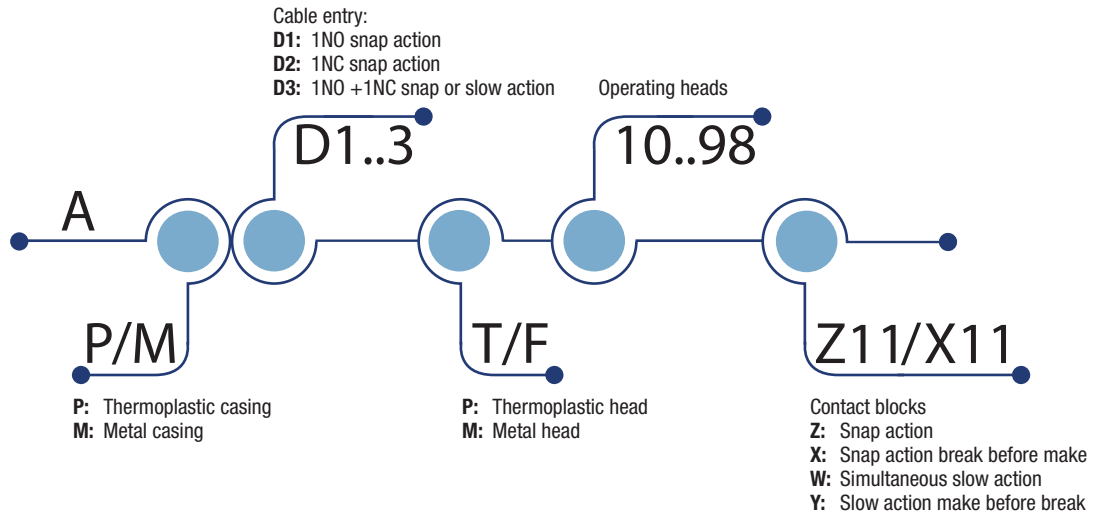 Cable entry:
D1: 1NO snap action
D2: 1NC snap action
D3: 1NO +1NC snap or slow action
Operating heads
D1..3
10..98
A
P/M
T/F
Z11/X11
P: Thermoplastic casing
M: Metal casing
P: Thermoplastic head
M: Metal head
Contact blocks
Z: Snap action
X: Snap action break before make
W: Simultaneous slow action
Y: Slow action make before break